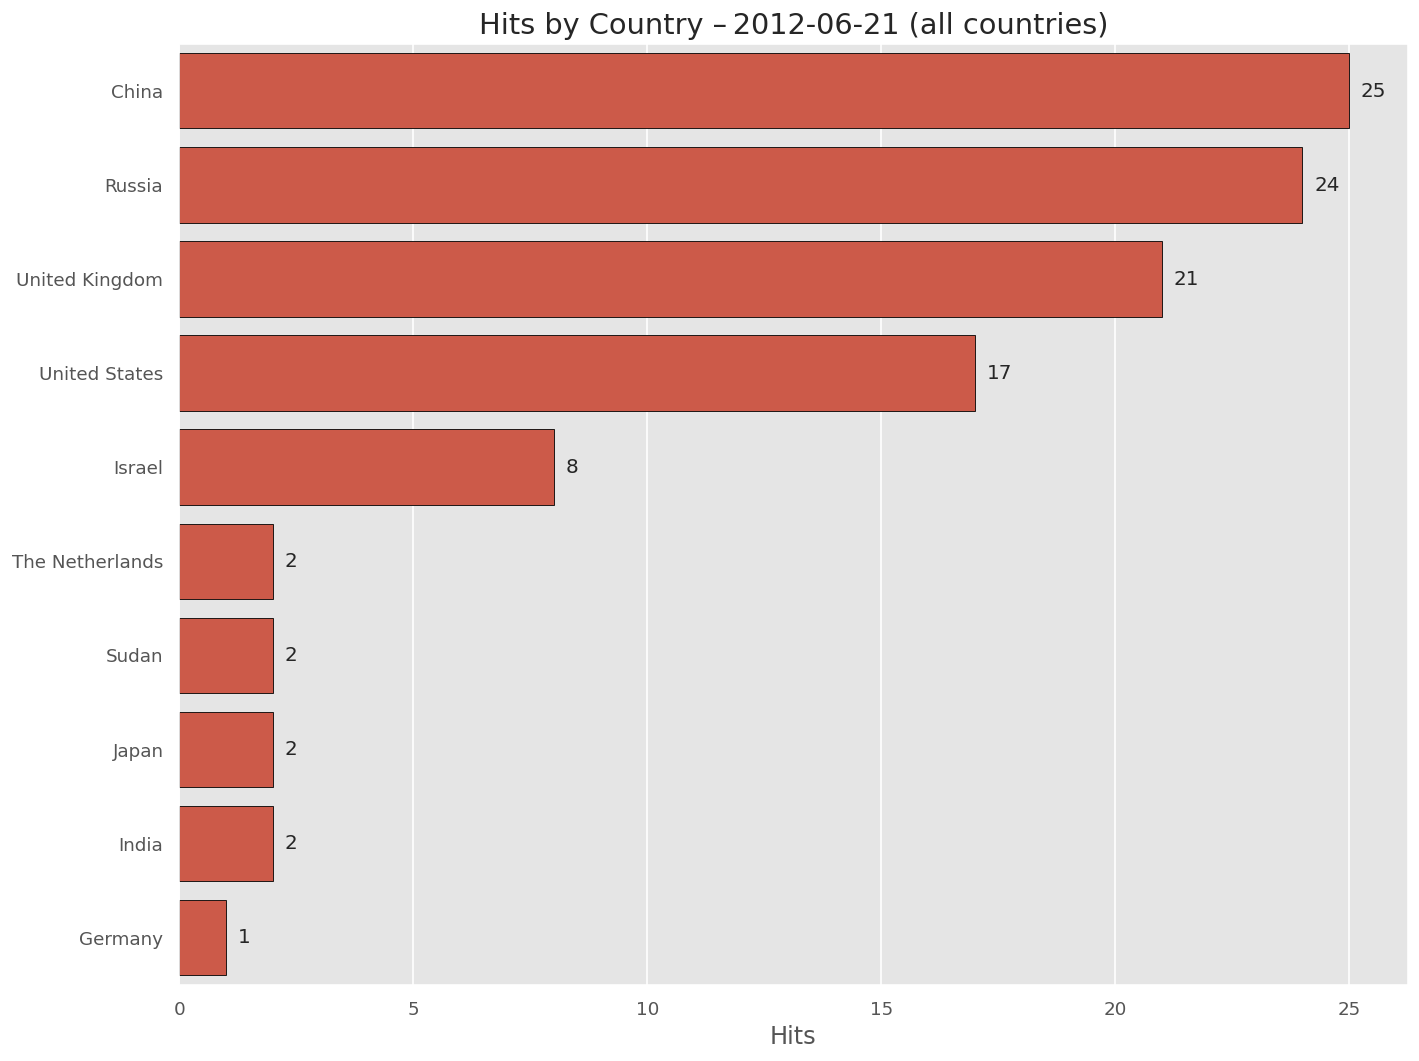 Hits by Country – 2012-06-21 (all countries)
China 25
Russia 24
United Kingdom 21
United States 17
Israel 8
The Netherlands 2
Sudan 2
Japan 2
India 2
Germany 1
0 5 10 15 20 25
Hits